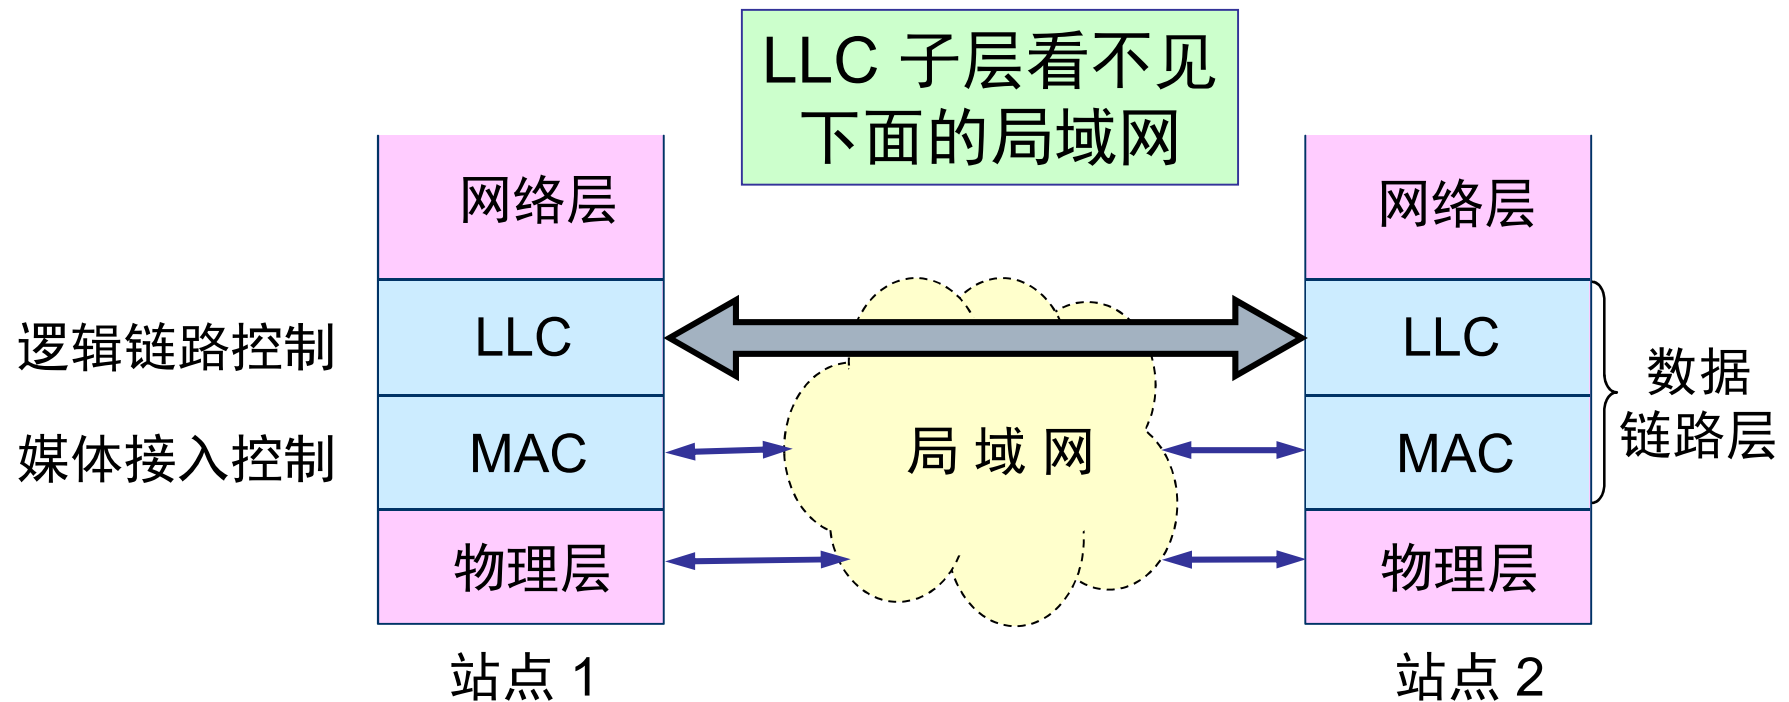 LLC 子层看不见
下面的局域网
网络层
网络层
逻辑链路控制
LLC
LLC
数据
链路层
媒体接入控制
MAC
局 域 网
MAC
物理层
物理层
站点 1
站点 2